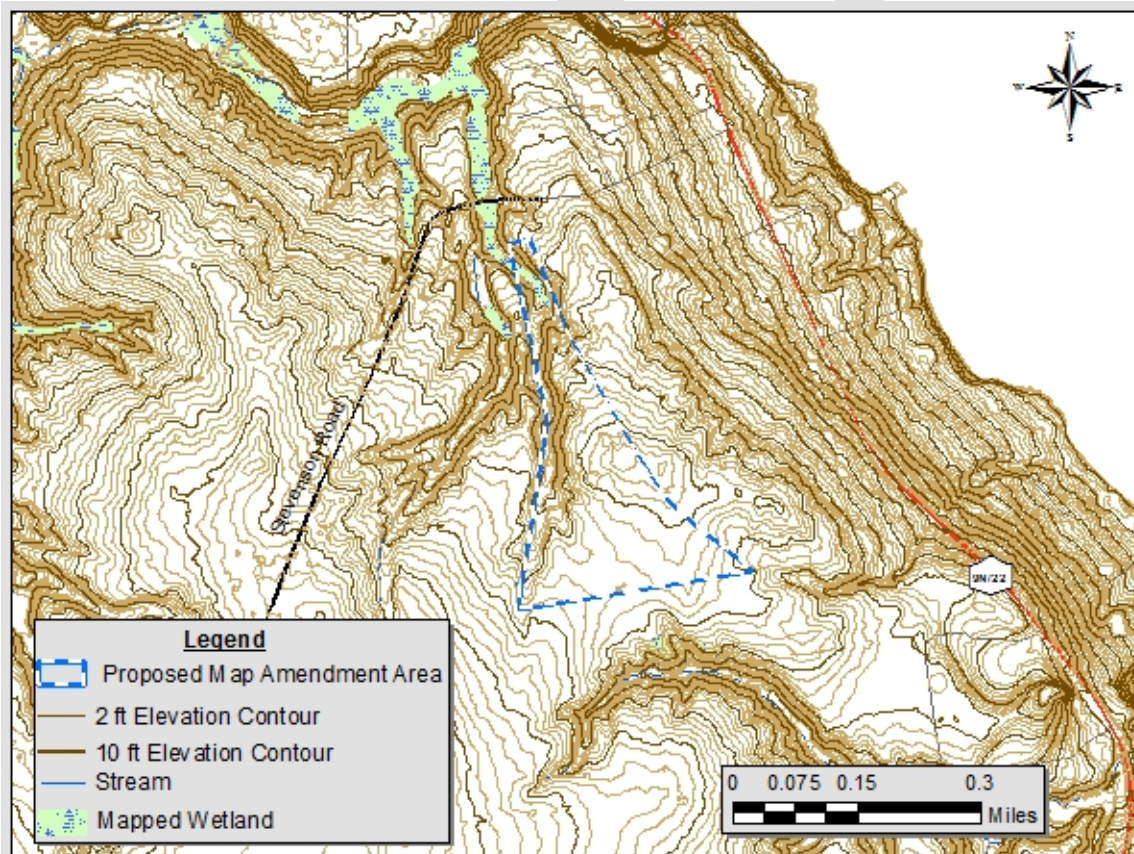 N
W E
S
Stevenson Road
9N/22
Legend
Proposed Map Amendment Area
2 ft Elevation Contour
10 ft Elevation Contour
Stream
Mapped Wetland
0 0.075 0.15 0.3
Miles